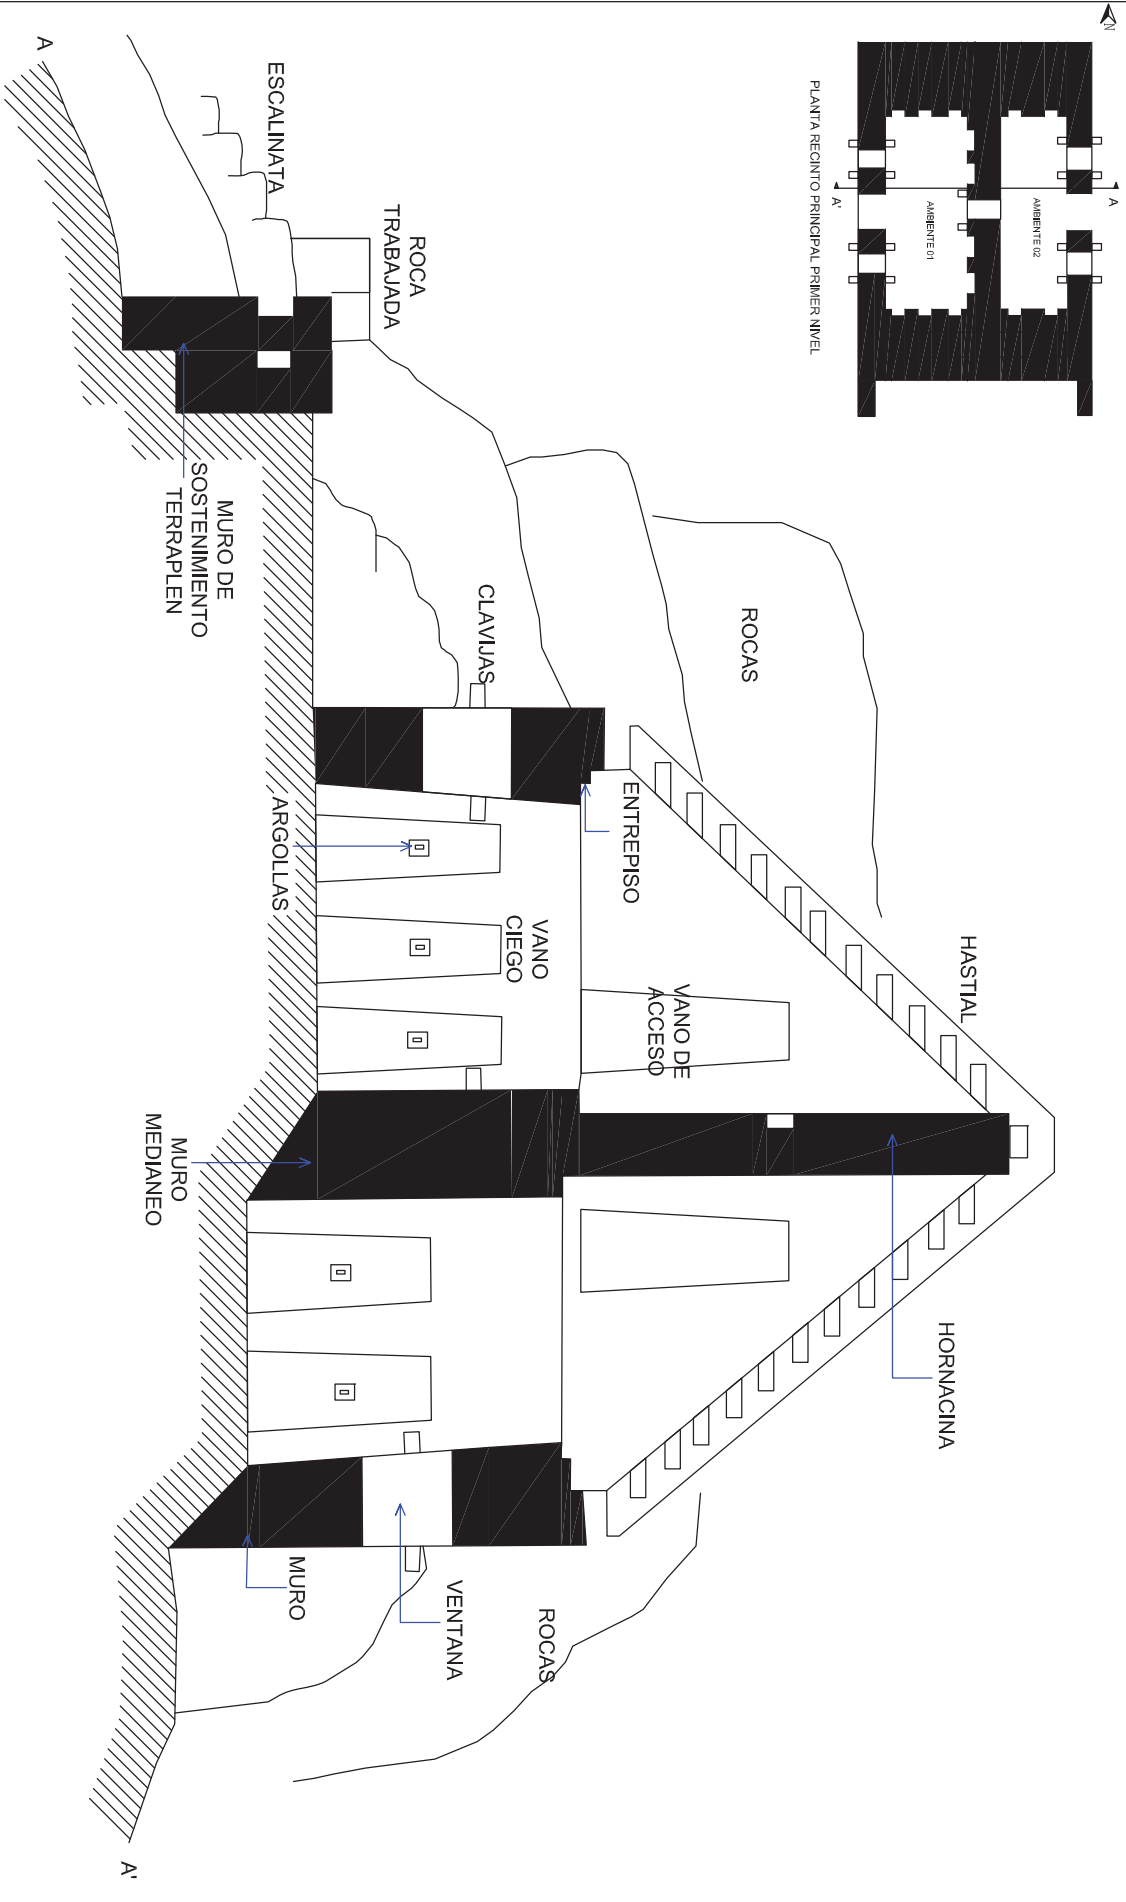 N
PLANTA RECINTO PRINCIPAL PRIMER NIVEL
AMBIENTE 02
AMBIENTE 01
A
A'
HASTIAL
HORNACINA
ROCAS
ROCAS
ENTREPISO
VANO DE
ACCESO
VANO
CIEGO
CLAVIJAS
VENTANA
ROCA
TRABAJADA
ESCALINATA
ARGOLLAS
MURO
MURO DE
SOSTENIMIENTO
TERRAPLEN
MURO
MEDIANEO
A
A'